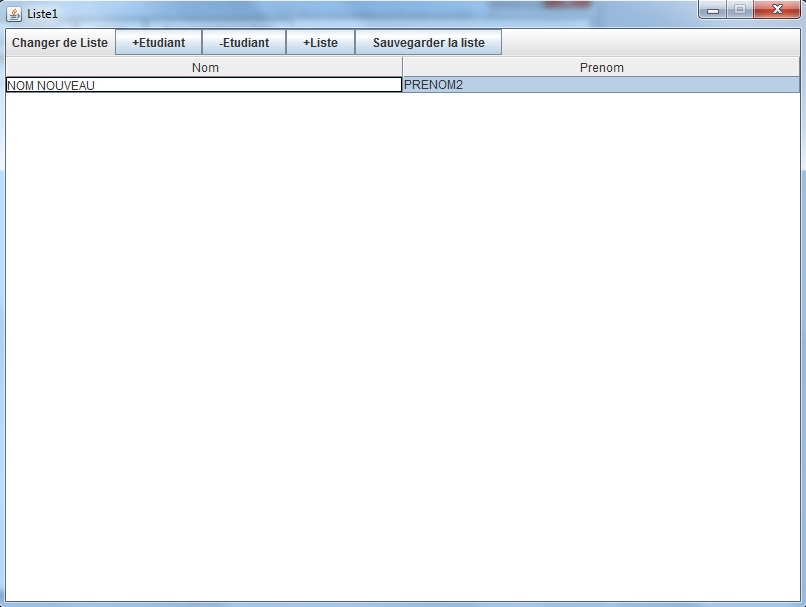 Liste1
Changer de Liste +Etudiant -Etudiant +Liste Sauvegarder la liste
Nom Prenom
NOM NOUVEAU PRENOM2